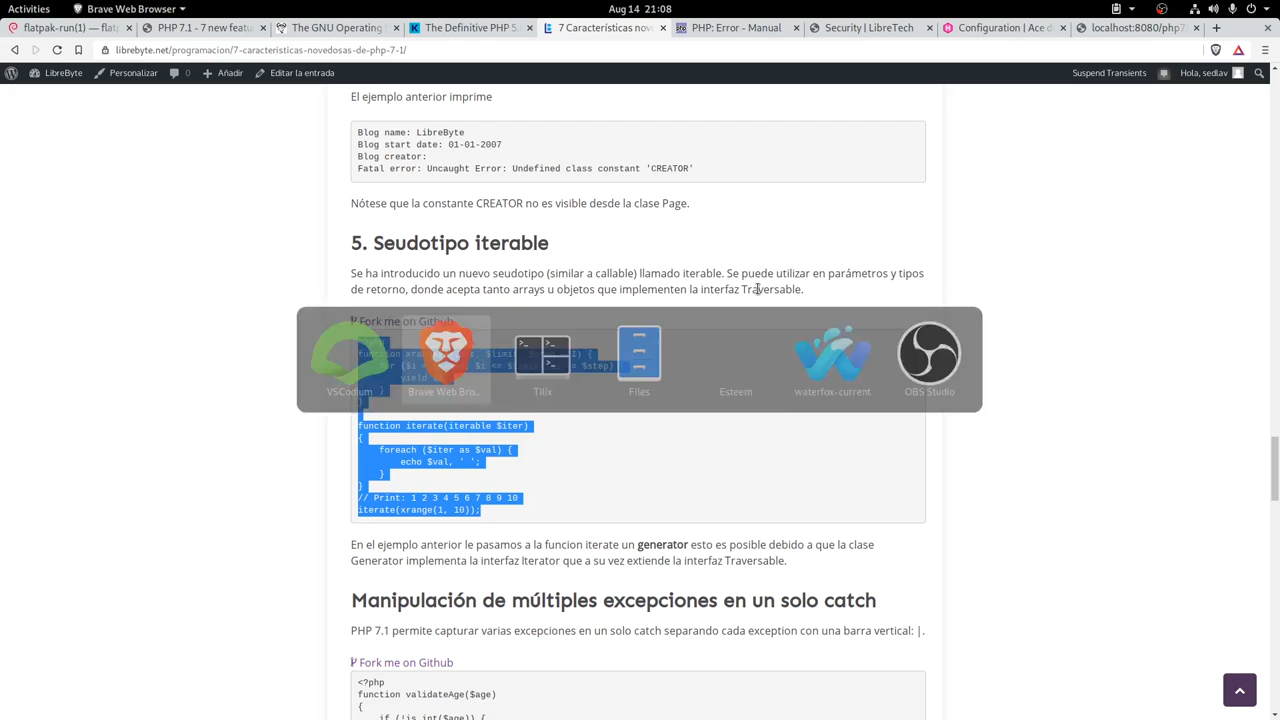 Activities
Brave Web Browser
Aug 14 21:08
flatpak-run(1) — flat
PHP 7.1 - new featur
The GNU Operating
The Definitive PHP 5.
7 Características nov
PHP: Error - Manual
Security | LibreTech
Configuration | Ace d
localhost:8080/php7
librebyte.net/programacion/7-caracteristicas-novedosas-de-php-7-1/
LibreByte
Personalizar
0
Añadir
Editar la entrada
Suspend Transients
Hola, sedlav
El ejemplo anterior imprime
Blog name: LibreByte
Blog start date: 01-01-2007
Blog creator:
Fatal error: Uncaught Error: Undefined class constant 'CREATOR'
Nótese que la constante CREATOR no es visible desde la clase Page.
5. Seudotipo iterable
Se ha introducido un nuevo seudotipo (similar a callable) llamado iterable. Se puede utilizar en parámetros y tipos
de retorno, donde acepta tanto arrays u objetos que implementen la interfaz Traversable.
Fork me on Github
VSCodium
Brave Web Bro...
Tilix
Files
Esteem
waterfox-current
OBS Studio
}
function iterate(iterable $iter)
{
foreach ($iter as $val) {
echo $val, ' ';
}
}
// Print: 1 2 3 4 5 6 7 8 9 10
iterate(xrange(1, 10));
En el ejemplo anterior le pasamos a la funcion iterate un generator esto es posible debido a que la clase
Generator implementa la interfaz Iterator que a su vez extiende la interfaz Traversable.
Manipulación de múltiples excepciones en un solo catch
PHP 7.1 permite capturar varias excepciones en un solo catch separando cada exception con una barra vertical: |.
Fork me on Github
<?php
function validateAge($age)
{
if (!is_int($age)) {